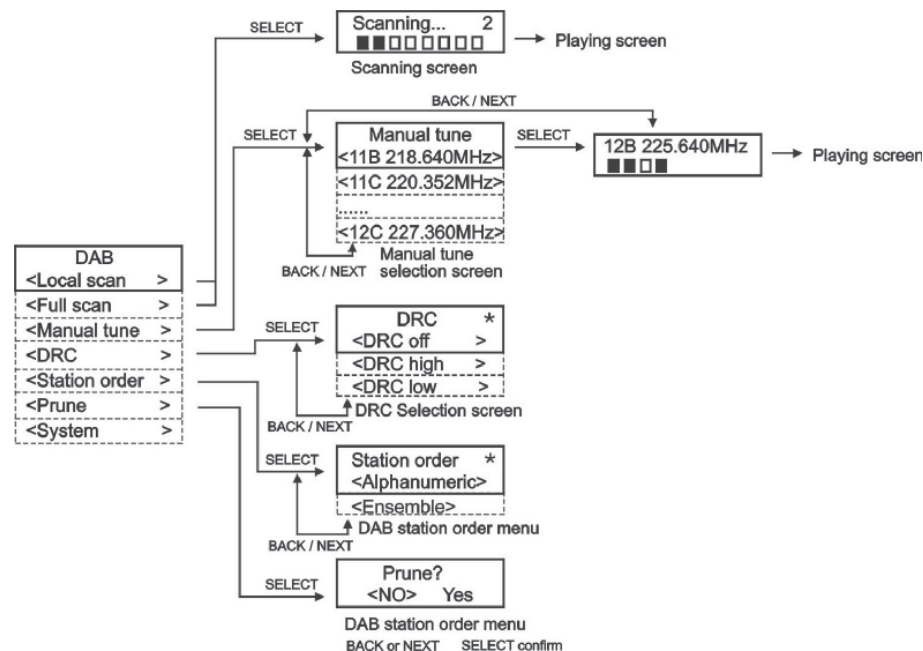 SELECT
Scanning... 2
Playing screen
Scanning screen
BACK / NEXT
SELECT
Manual tune
<11B 218.640MHz>
<11C 220.352MHz>
......
<12C 227.360MHz>
SELECT
12B 225.640MHz
Playing screen
BACK / NEXT
Manual tune
selection screen
DAB
<Local scan >
<Full scan >
<Manual tune >
<DRC >
<Station order >
<Prune >
<System >
SELECT
DRC *
<DRC off >
<DRC high >
<DRC low >
DRC Selection screen
BACK / NEXT
SELECT
Station order *
<Alphanumeric>
<Ensemble>
DAB station order menu
BACK / NEXT
SELECT
Prune?
<NO> Yes
DAB station order menu
BACK or NEXT SELECT confirm